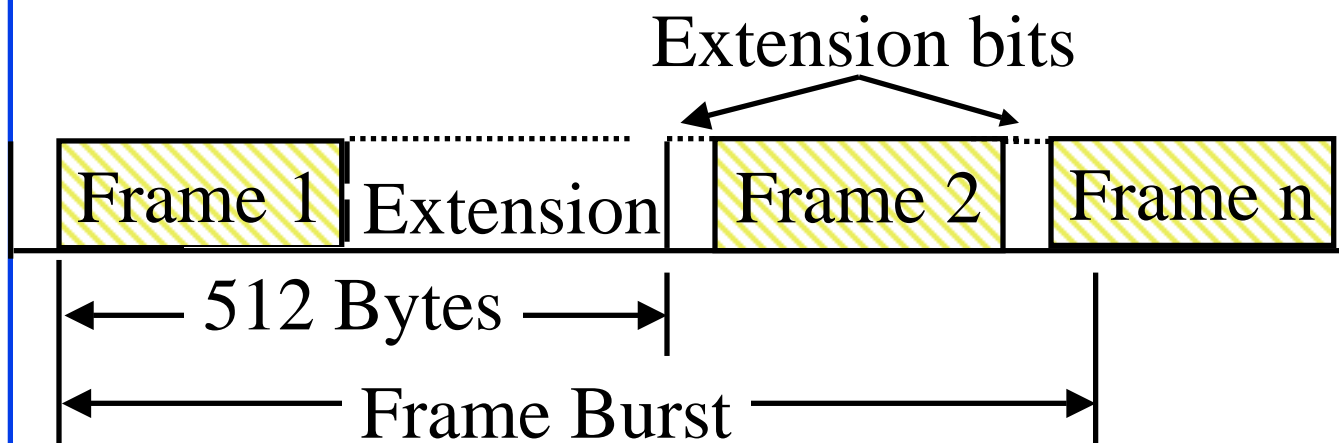 Extension bits
Frame 1
Extension
Frame 2
Frame n
512 Bytes
Frame Burst